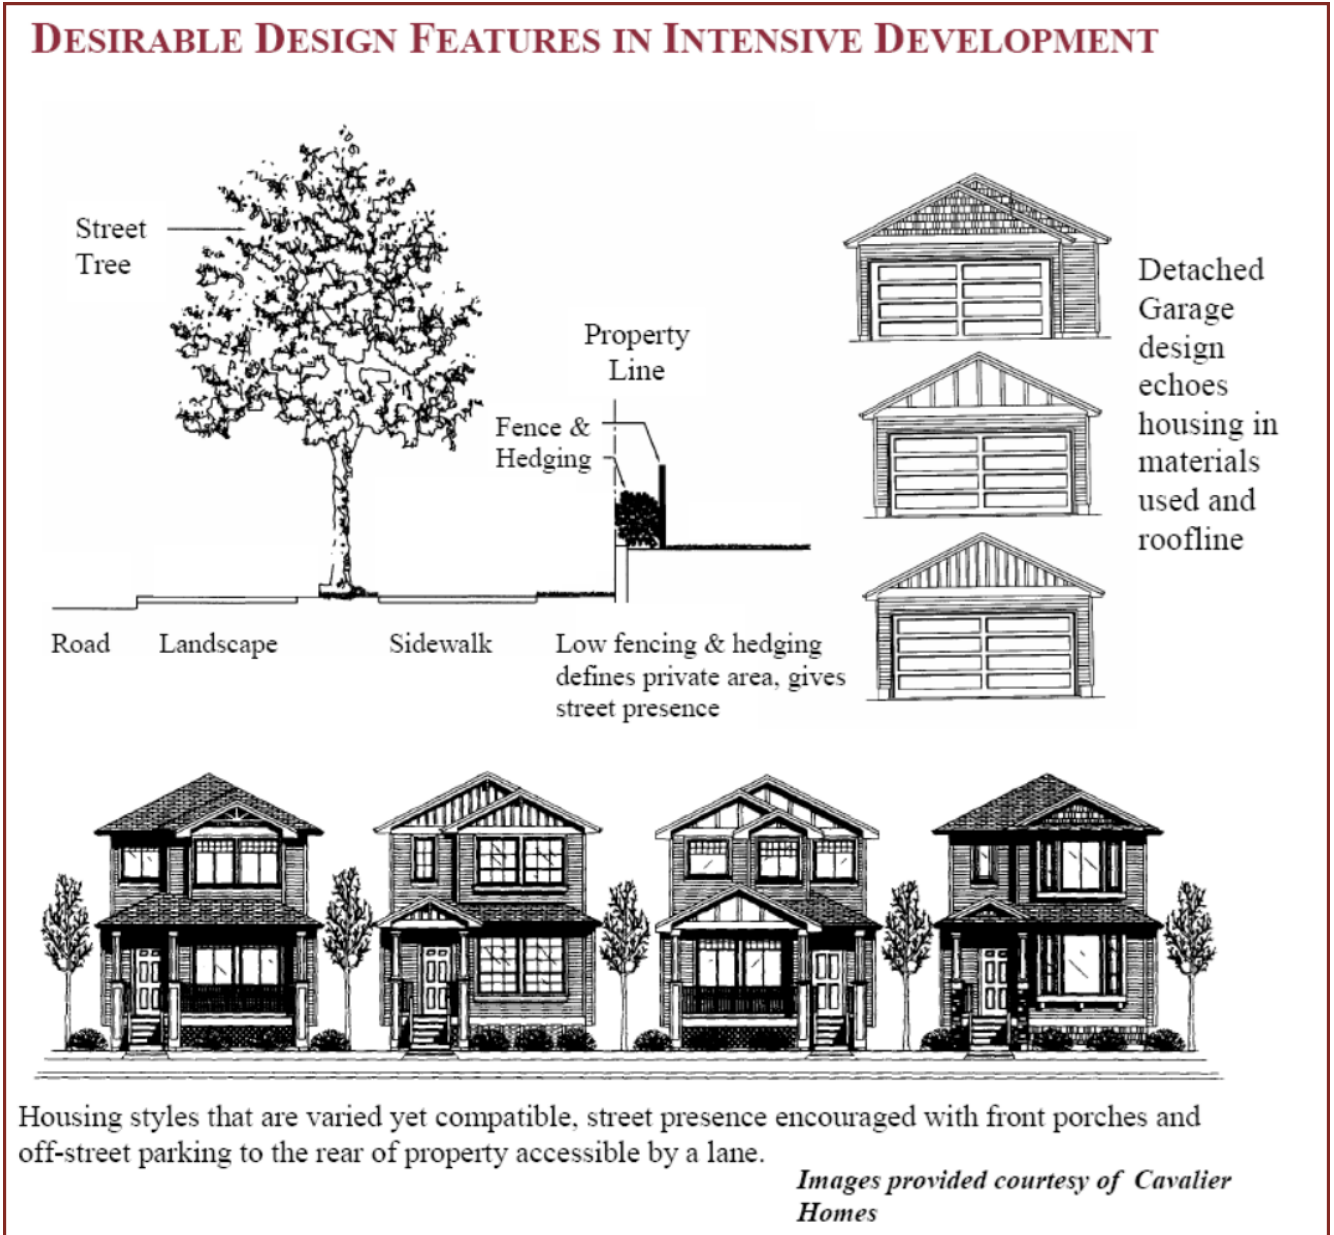 DESIRABLE DESIGN FEATURES IN INTENSIVE DEVELOPMENT
Street
Tree
Property
Line
Fence &
Hedging
Detached
Garage
design
echoes
housing in
materials
used and
roofline
Road
Landscape
Sidewalk
Low fencing & hedging
defines private area, gives
street presence
Housing styles that are varied yet compatible, street presence encouraged with front porches and
off-street parking to the rear of property accessible by a lane.
Images provided courtesy of Cavalier
Homes